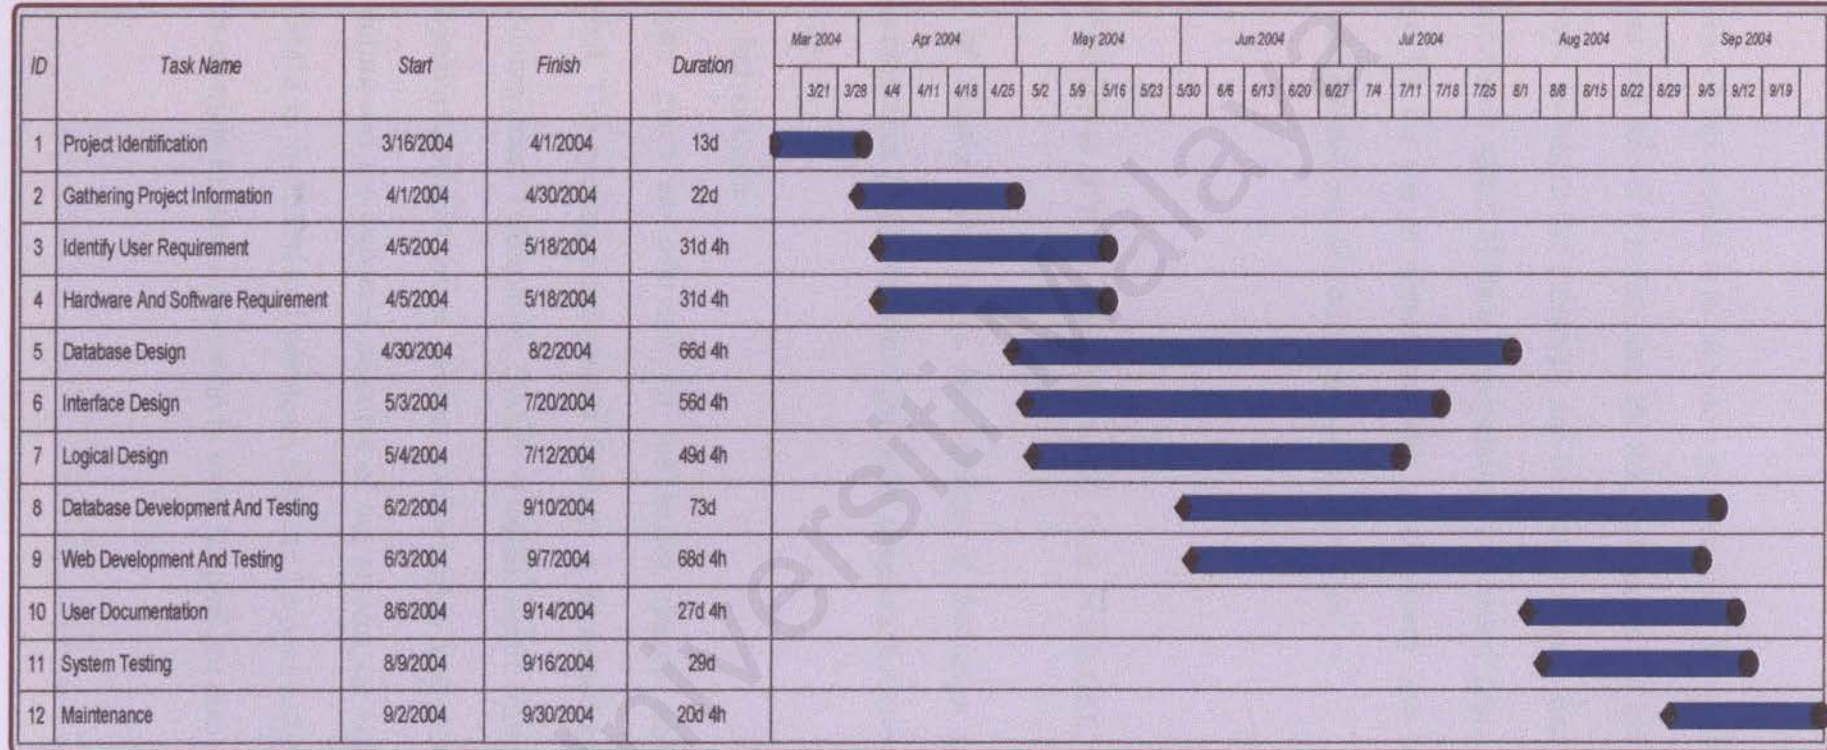 ID Task Name Start Finish Duration Mar 2004 Apr 2004 May 2004 Jun 2004 Jul 2004 Aug 2004 Sep 2004
3/21 3/28 4/4 4/11 4/18 4/25 5/2 5/9 5/16 5/23 5/30 6/6 6/13 6/20 6/27 7/4 7/11 7/18 7/25 8/1 8/8 8/15 8/22 8/29 9/5 9/12 9/19
1 Project Identification 3/16/2004 4/1/2004 13d
2 Gathering Project Information 4/1/2004 4/30/2004 22d
3 Identify User Requirement 4/5/2004 5/18/2004 31d 4h
4 Hardware And Software Requirement 4/5/2004 5/18/2004 31d 4h
5 Database Design 4/30/2004 8/2/2004 66d 4h
6 Interface Design 5/3/2004 7/20/2004 56d 4h
7 Logical Design 5/4/2004 7/12/2004 49d 4h
8 Database Development And Testing 6/2/2004 9/10/2004 73d
9 Web Development And Testing 6/3/2004 9/7/2004 68d 4h
10 User Documentation 8/6/2004 9/14/2004 27d 4h
11 System Testing 8/9/2004 9/16/2004 29d
12 Maintenance 9/2/2004 9/30/2004 20d 4h
niversiti Malaya